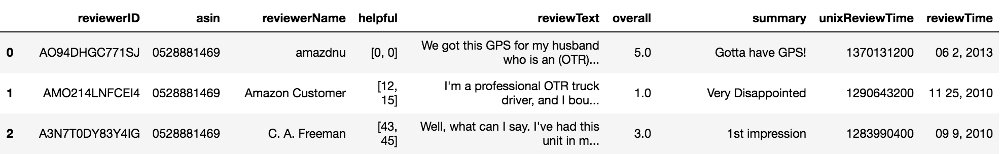 reviewerID asin reviewerName helpful reviewText overall summary unixReviewTime reviewTime
0 AO94DHGC771SJ 0528881469 amazdnu [0, 0] We got this GPS for my husband who is an (OTR)... 5.0 Gotta have GPS! 1370131200 06 2, 2013
1 AMO214LNFCEI4 0528881469 Amazon Customer [12, 15] I'm a professional OTR truck driver, and I bou... 1.0 Very Disappointed 1290643200 11 25, 2010
2 A3N7T0DY83Y4IG 0528881469 C. A. Freeman [43, 45] Well, what can I say. I've had this unit in m... 3.0 1st impression 1283990400 09 9, 2010